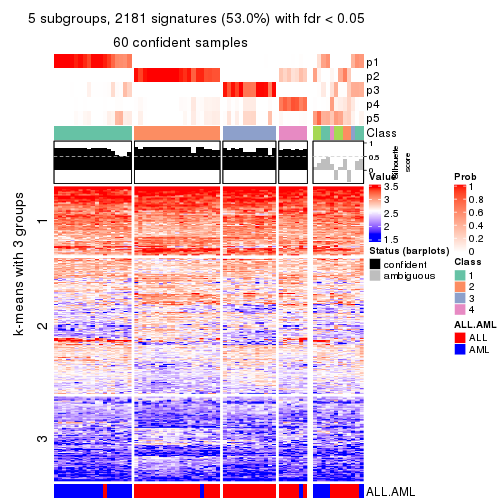 5 subgroups, 2181 signatures (53.0%) with fdr < 0.05
60 confident samples
p1
p2
p3
p4
p5
Class
1
0.5
0
Silhouette
score
k-means with 3 groups
1
2
3
ALL.AML
Value
3.5
3
2.5
2
1.5
Status (barplots)
confident
ambiguous
Prob
1
0.8
0.6
0.4
0.2
0
Class
1
2
3
4
ALL.AML
ALL
AML